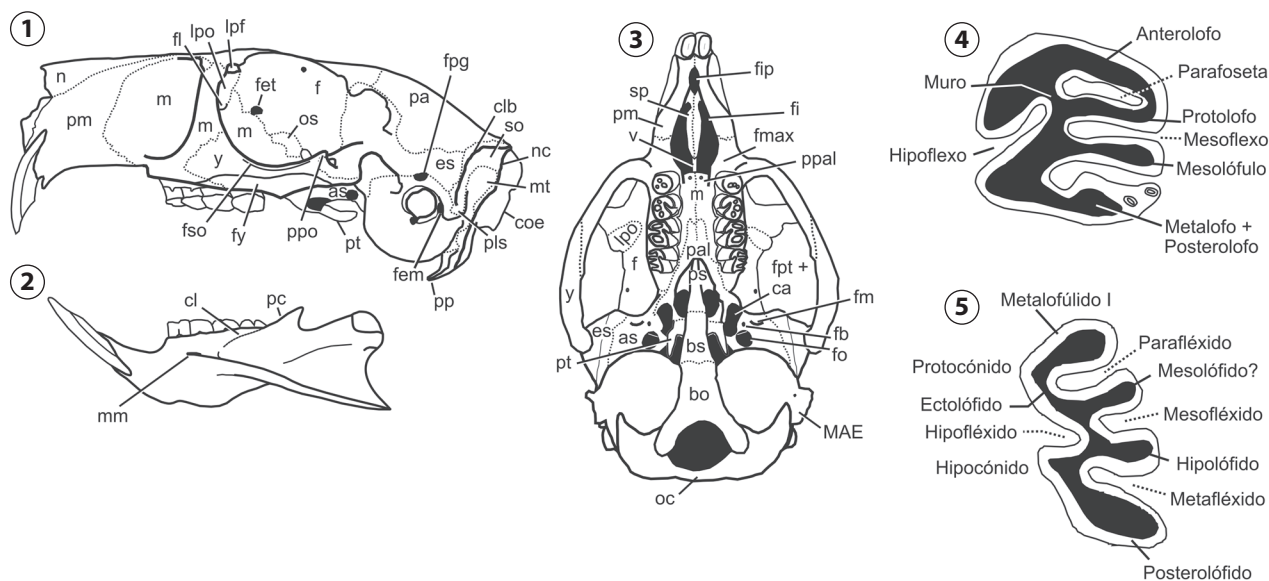 1
fl
lpo
lpf
n
m
pm
fet
f
fpg
pa
clb
so
nc
m
m
os
y
es
mt
as
coe
fso
fy
ppo
pt
pls
fem
pp
2
cl
pc
mm
3
fip
sp
pm
fi
v
fmax
ppal
m
lpo
pal
f
fpt +
ps
ca
y
fm
es
as
bs
fb
pt
fo
bo
MAE
oc
4
Anterolofo
Muro
Parafoseta
Protolofo
Mesoflexo
Hipoflexo
Mesolófulo
Metalofo +
Posterolofo
5
Metalofúlido I
Parafléxido
Protocónido
Mesolófido?
Ectolófido
Mesofléxido
Hipofléxido
Hipocónido
Hipolófido
Metafléxido
Posterolófido